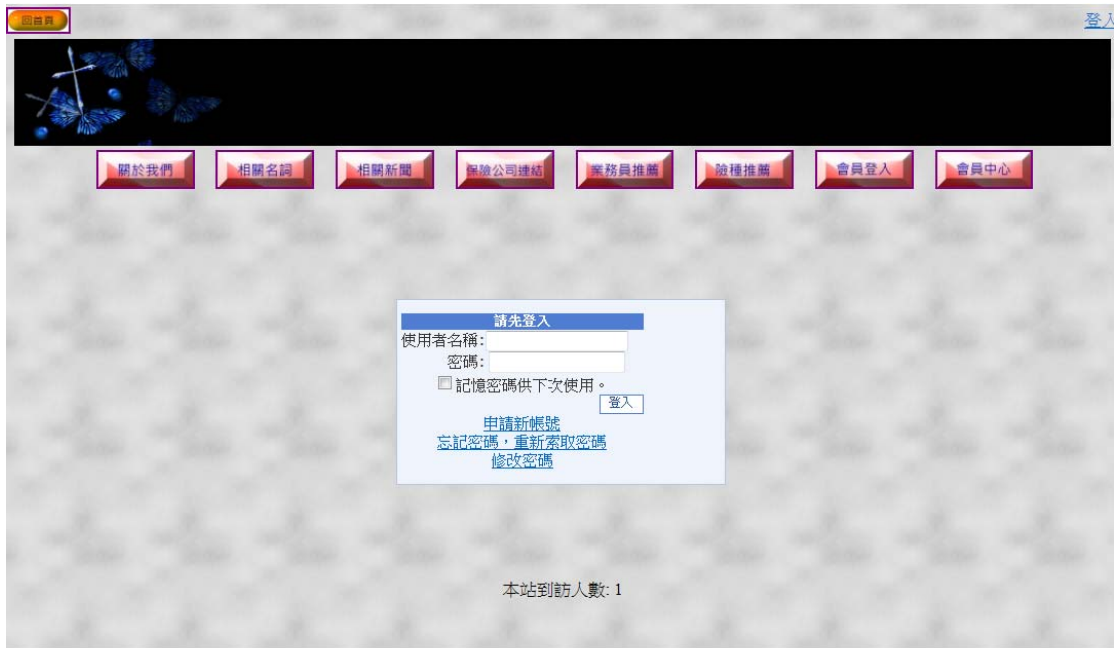 回首頁
登入
關於我們 相關名詞 相關新聞 保險公司連結 業務員推薦 險種推薦 會員登入 會員中心
請先登入
使用者名稱:
密碼:
記憶密碼供下次使用。
登入
申請新帳號
忘記密碼，重新索取密碼
修改密碼
本站到訪人數: 1